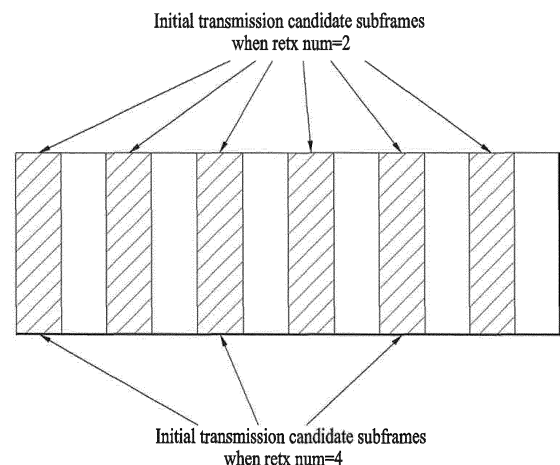 Initial transmission candidate subframes
when retx num=2
Initial transmission candidate subframes
when retx num=4